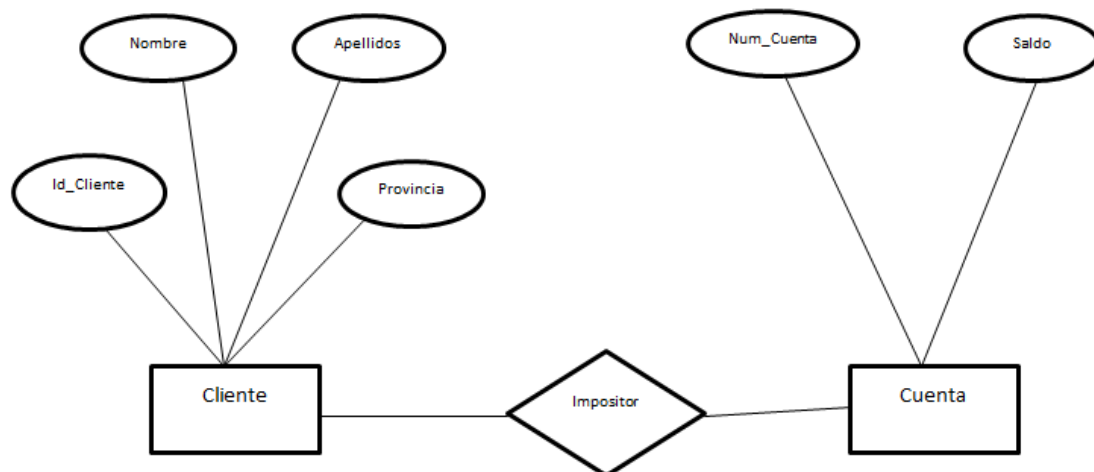 Nombre
Apellidos
Num_Cuenta
Saldo
Id_Cliente
Provincia
Cliente
Impositor
Cuenta